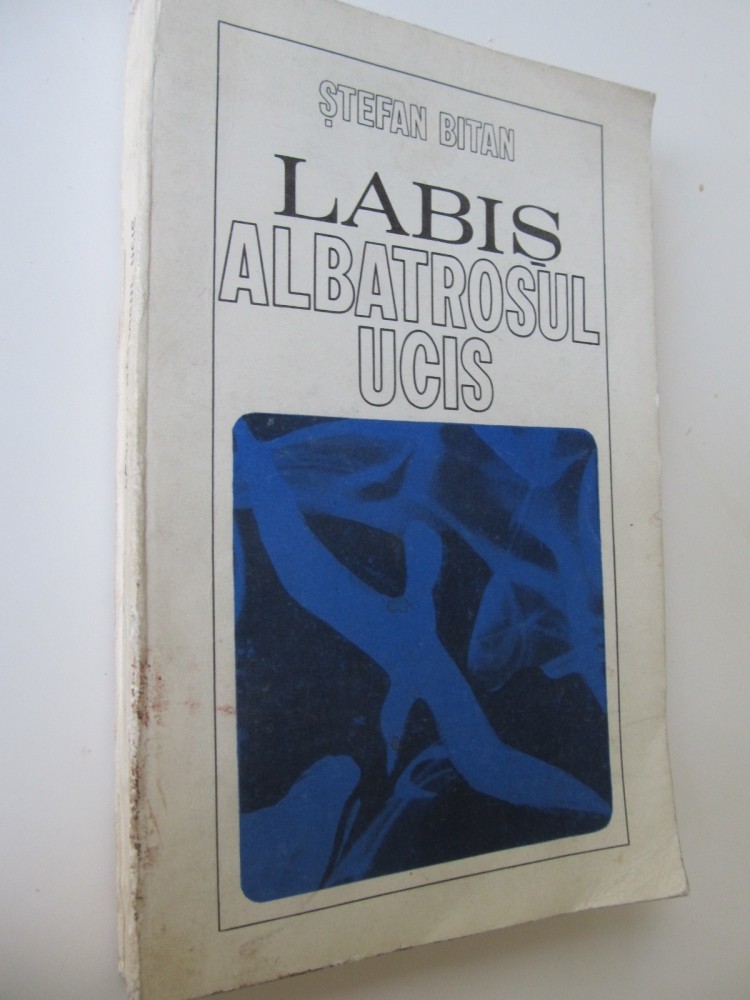 ȘTEFAN BITAN
LABIȘ
ALBATROSUL
UCIS